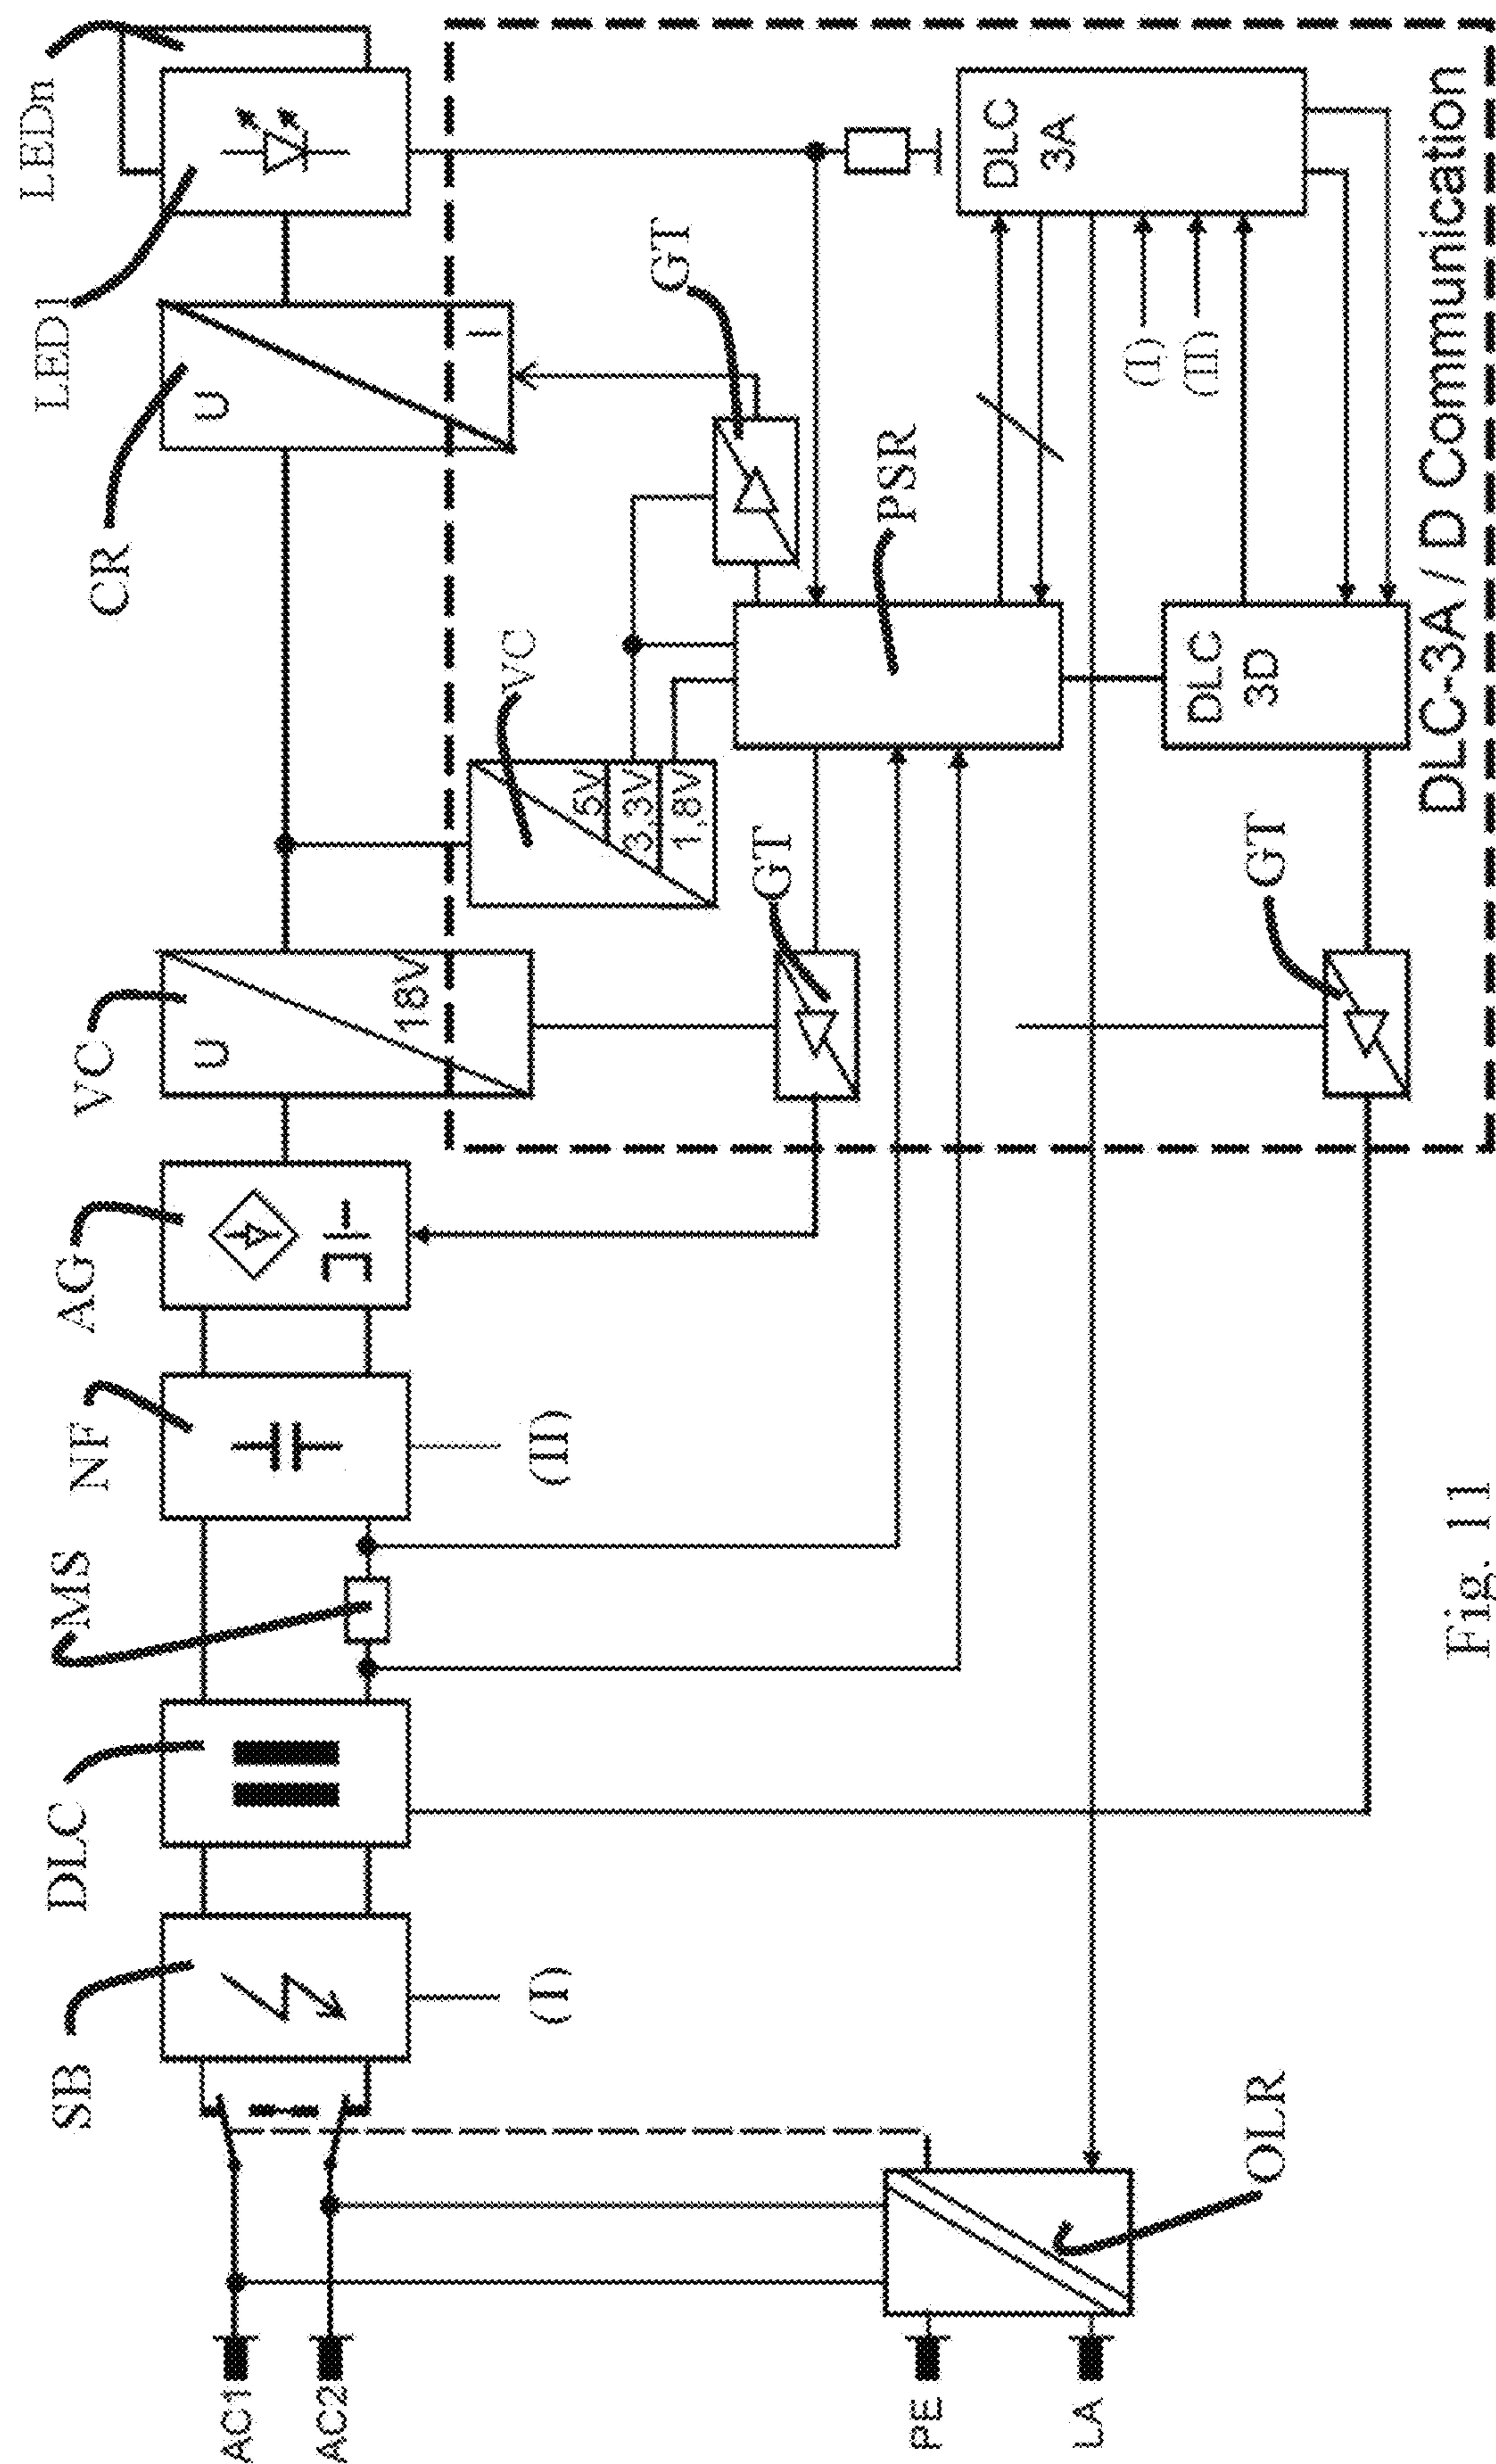 LEDn
LED1
CR
VC
AG
NF
MS
DLC
SB
U
I
U
18V
VC
5V
3,3V
1,8V
GT
GT
GT
PSR
DLC
3A
DLC
3D
(I)
(II)
(II)
(I)
DLC-3A / D Communication
OLR
AC1
AC2
PE
LA
Fig. 11